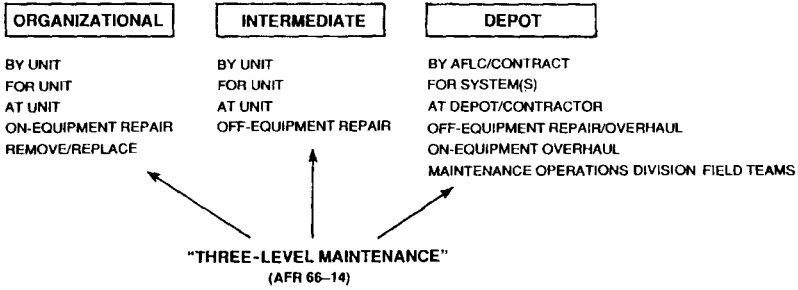 ORGANIZATIONAL
BY UNIT
FOR UNIT
AT UNIT
ON-EQUIPMENT REPAIR
REMOVE/REPLACE
INTERMEDIATE
BY UNIT
FOR UNIT
AT UNIT
OFF-EQUIPMENT REPAIR
DEPOT
BY AFLC/CONTRACT
FOR SYSTEM(S)
AT DEPOT/CONTRACTOR
OFF-EQUIPMENT REPAIR/OVERHAUL
ON-EQUIPMENT OVERHAUL
MAINTENANCE OPERATIONS DIVISION FIELD TEAMS
"THREE-LEVEL MAINTENANCE"
(AFR 66–14)